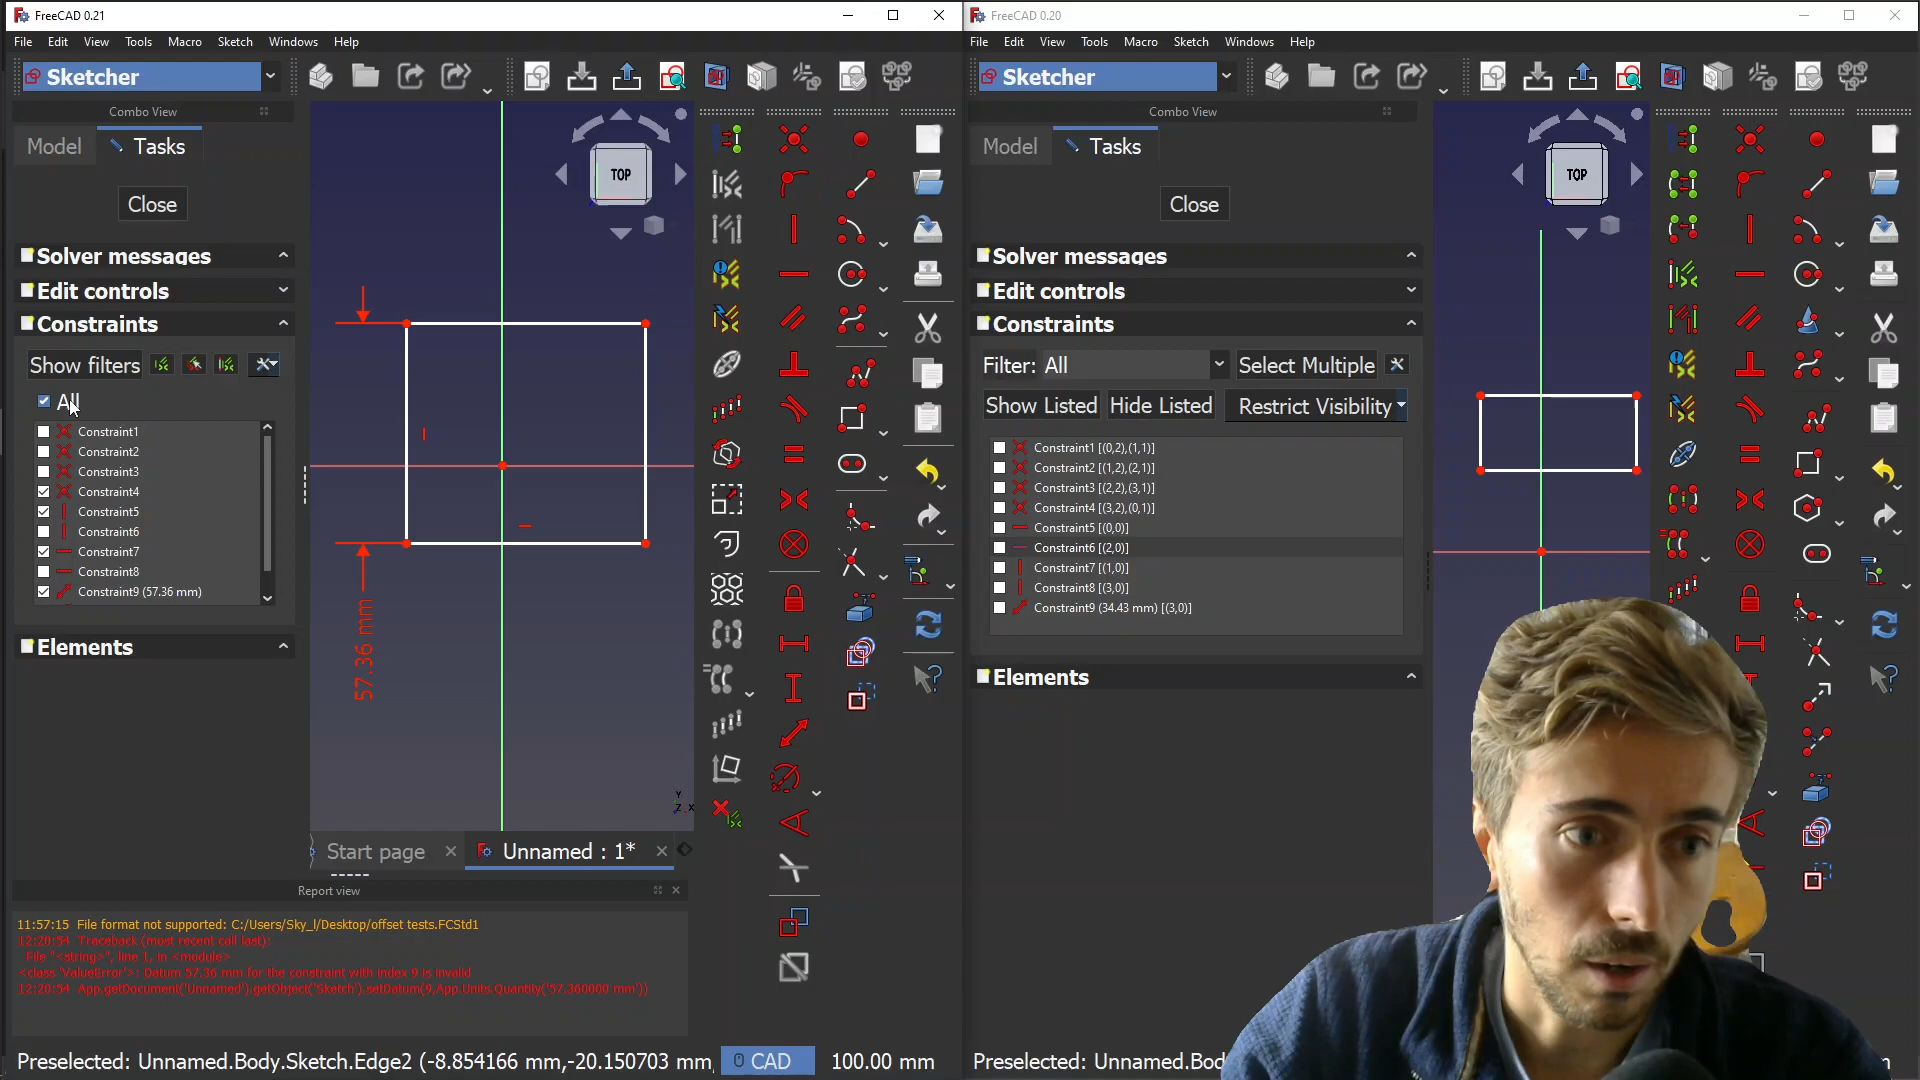 FreeCAD 0.21
File Edit View Tools Macro Sketch Windows Help
Sketcher
Combo View
Model Tasks
Close
Solver messages
Edit controls
Constraints
Show filters
All
Constraint1
Constraint2
Constraint3
Constraint4
Constraint5
Constraint6
Constraint7
Constraint8
Constraint9 (57.36 mm)
Elements
TOP
57.36 mm
Y
Z X
Start page
Unnamed : 1*
Report view
11:57:15 File format not supported: C:/Users/Sky_l/Desktop/offset tests.FCStd1
12:20:54 Traceback (most recent call last):
File "<string>", line 1, in <module>
<class 'ValueError'>: Datum 57.36 mm for the constraint with index 9 is invalid
12:20:54 App.getDocument('Unnamed').getObject('Sketch').setDatum(9,App.Units.Quantity('57.360000 mm'))
Preselected: Unnamed.Body.Sketch.Edge2 (-8.854166 mm,-20.150703 mm,
CAD
100.00 mm
FreeCAD 0.20
File Edit View Tools Macro Sketch Windows Help
Sketcher
Combo View
Model Tasks
Close
Solver messages
Edit controls
Constraints
Filter: All
Select Multiple
Show Listed
Hide Listed
Restrict Visibility
Constraint1 [(0,2),(1,1)]
Constraint2 [(1,2),(2,1)]
Constraint3 [(2,2),(3,1)]
Constraint4 [(3,2),(0,1)]
Constraint5 [(0,0)]
Constraint6 [(2,0)]
Constraint7 [(1,0)]
Constraint8 [(3,0)]
Constraint9 (34.43 mm) [(3,0)]
Elements
TOP
Preselected: Unnamed.Bod